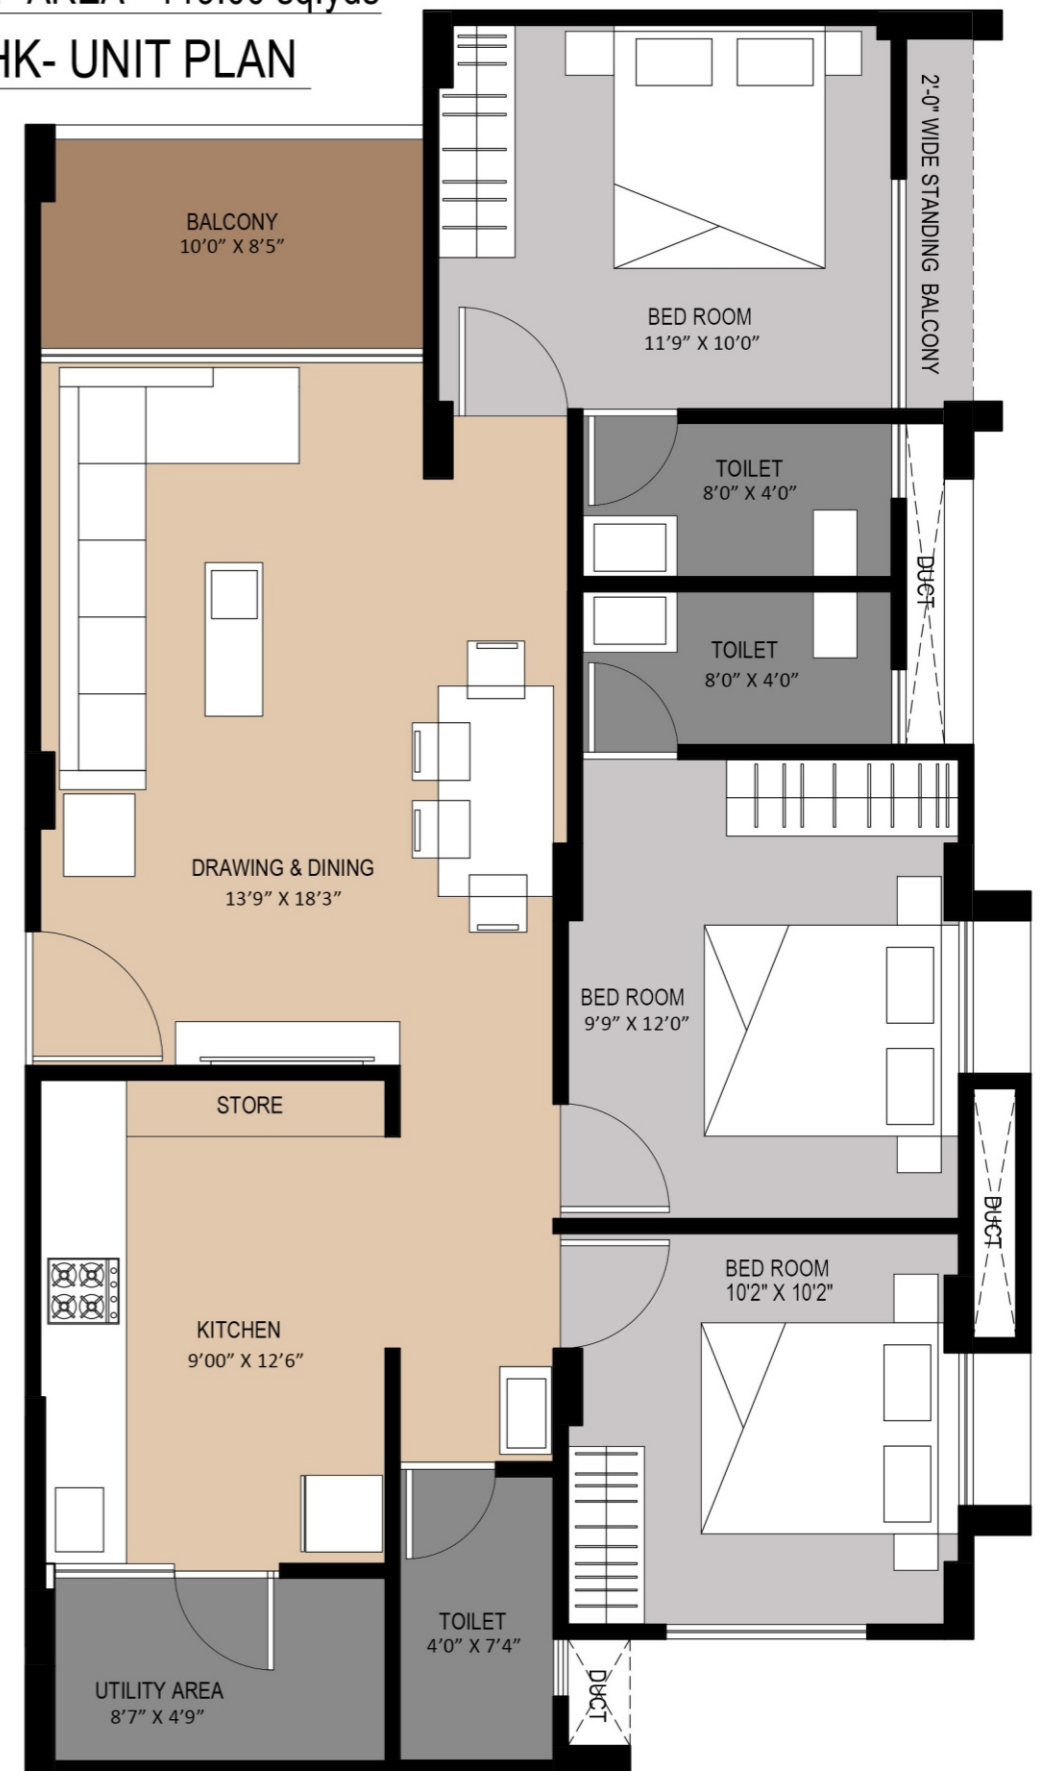 HK- UNIT PLAN
2'-0" WIDE STANDING BALCONY
BALCONY
10'0" X 8'5"
BED ROOM
11'9" X 10'0"
TOILET
8'0" X 4'0"
DUCT
TOILET
8'0" X 4'0"
DRAWING & DINING
13'9" X 18'3"
BED ROOM
9'9" X 12'0"
STORE
DUCT
BED ROOM
10'2" X 10'2"
KITCHEN
9'00" X 12'6"
TOILET
4'0" X 7'4"
UTILITY AREA
8'7" X 4'9"
DUCT